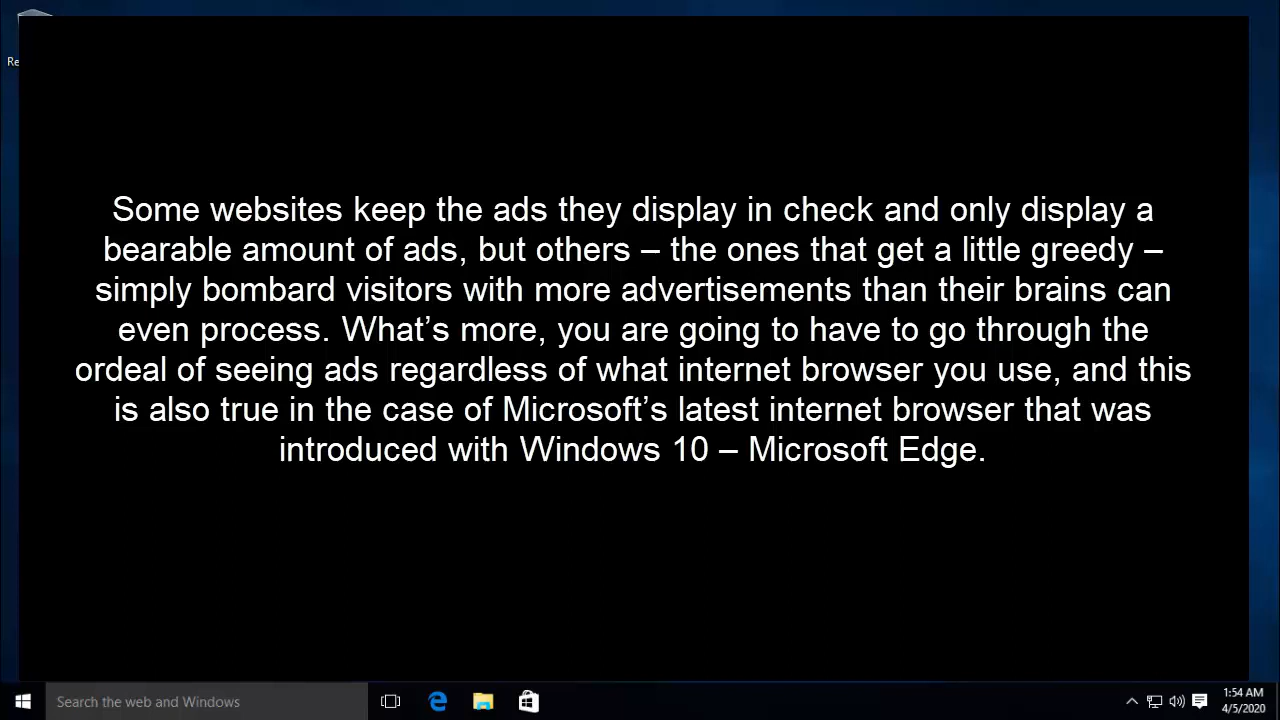 Re
Some websites keep the ads they display in check and only display a
bearable amount of ads, but others – the ones that get a little greedy –
simply bombard visitors with more advertisements than their brains can
even process. What’s more, you are going to have to go through the
ordeal of seeing ads regardless of what internet browser you use, and this
is also true in the case of Microsoft’s latest internet browser that was
introduced with Windows 10 – Microsoft Edge.
Search the web and Windows
1:54 AM
4/5/2020